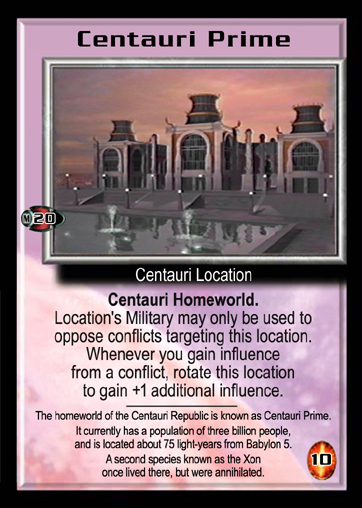 Centauri Prime
M 20
Centauri Location
Centauri Homeworld.
Location's Military may only be used to
oppose conflicts targeting this location.
Whenever you gain influence
from a conflict, rotate this location
to gain +1 additional influence.
The homeworld of the Centauri Republic is known as Centauri Prime.
It currently has a population of three billion people,
and is located about 75 light-years from Babylon 5.
A second species known as the Xon
once lived there, but were annihilated.
10